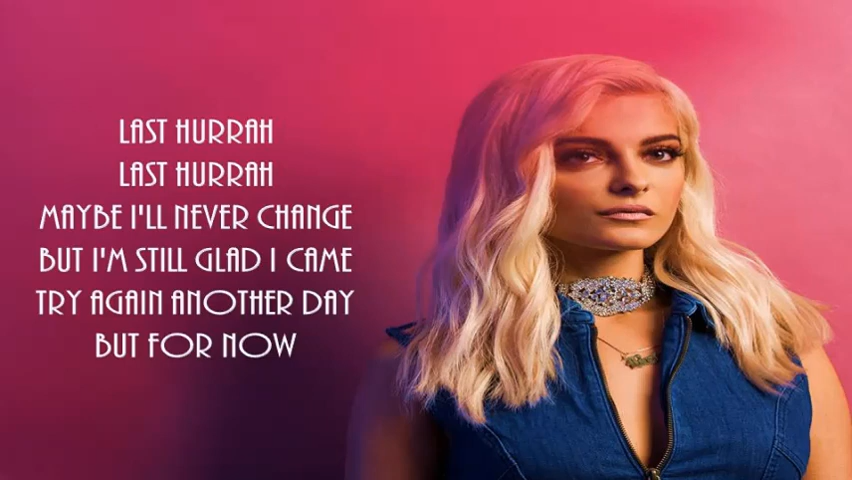 LAST HURRAH
LAST HURRAH
MAYBE I'LL NEVER CHANGE
BUT I'M STILL GLAD I CAME
TRY AGAIN ANOTHER DAY
BUT FOR NOW